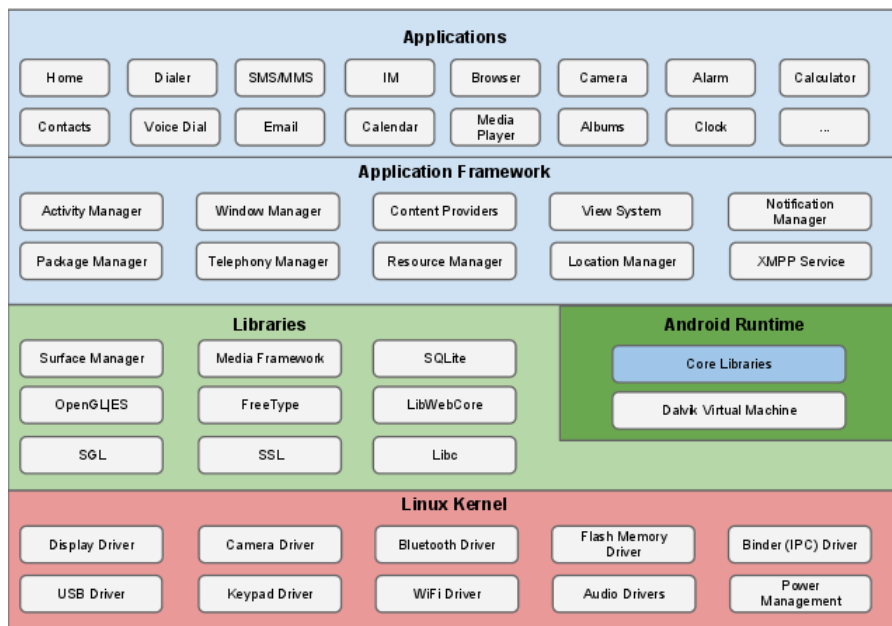 Applications
Home
Dialer
SMS/MMS
IM
Browser
Camera
Alarm
Calculator
Contacts
Voice Dial
Email
Calendar
Media
Player
Albums
Clock
...
Application Framework
Activity Manager
Window Manager
Content Providers
View System
Notification
Manager
Package Manager
Telephony Manager
Resource Manager
Location Manager
XMPP Service
Libraries
Surface Manager
Media Framework
SQLite
OpenGL|ES
FreeType
LibWebCore
SGL
SSL
Libc
Android Runtime
Core Libraries
Dalvik Virtual Machine
Linux Kernel
Display Driver
Camera Driver
Bluetooth Driver
Flash Memory
Driver
Binder (IPC) Driver
USB Driver
Keypad Driver
WiFi Driver
Audio Drivers
Power
Management